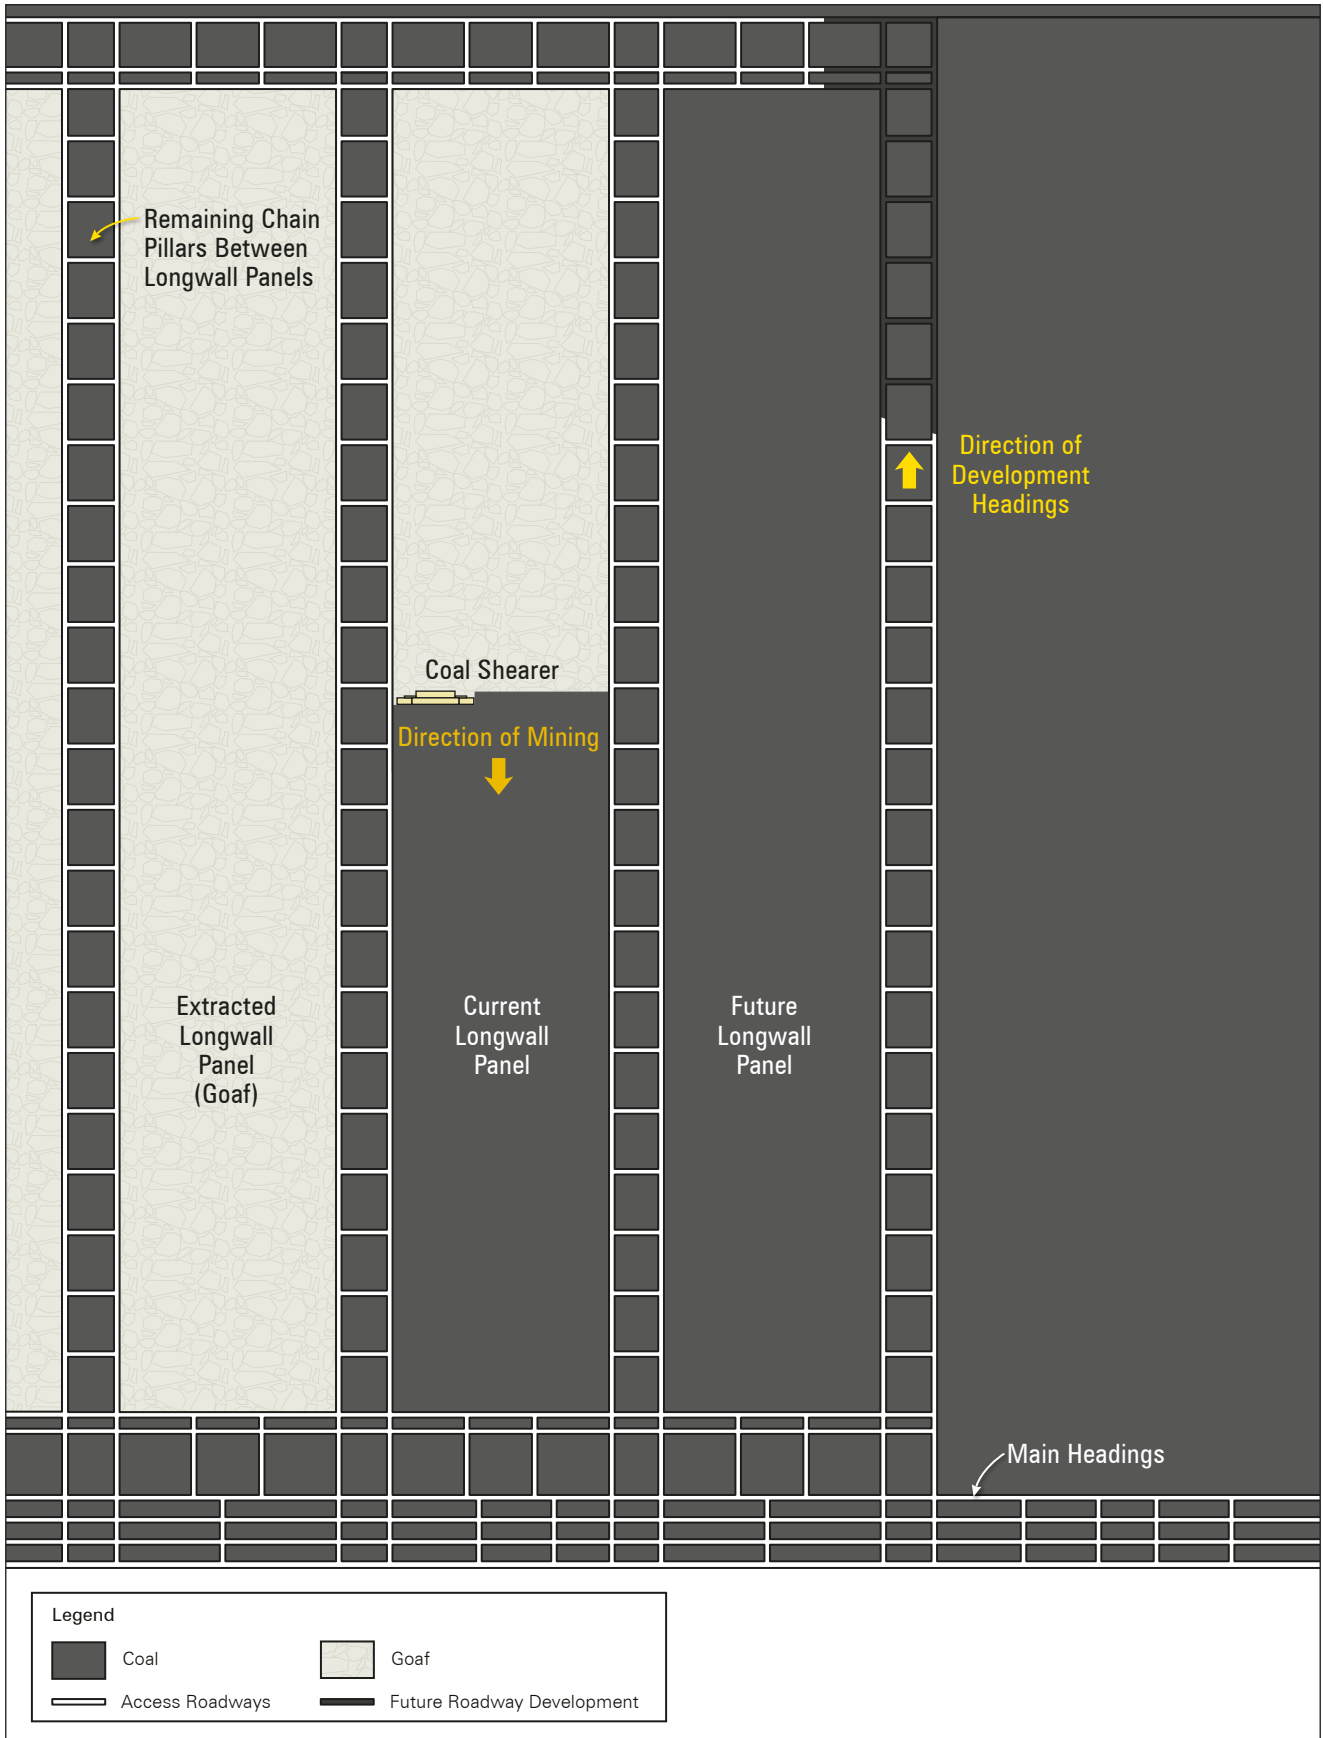 Remaining Chain
Pillars Between
Longwall Panels
Direction of
Development
Headings
Coal Shearer
Direction of Mining
Extracted
Longwall
Panel
(Goaf)
Current
Longwall
Panel
Future
Longwall
Panel
Main Headings
Legend
Coal
Goaf
Access Roadways
Future Roadway Development